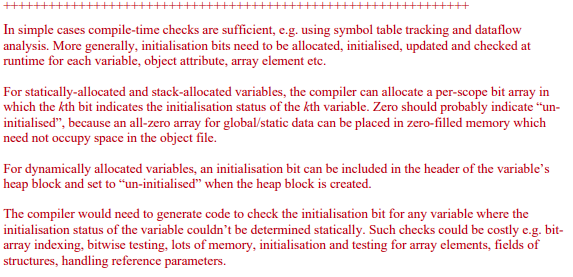 ++++++++++++++++++++++++++++++++++++++++++++++++++++++++++++++++++
In simple cases compile-time checks are sufficient, e.g. using symbol table tracking and dataflow
analysis. More generally, initialisation bits need to be allocated, initialised, updated and checked at
runtime for each variable, object attribute, array element etc.
For statically-allocated and stack-allocated variables, the compiler can allocate a per-scope bit array in
which the kth bit indicates the initialisation status of the kth variable. Zero should probably indicate “un-
initialised”, because an all-zero array for global/static data can be placed in zero-filled memory which
need not occupy space in the object file.
For dynamically allocated variables, an initialisation bit can be included in the header of the variable’s
heap block and set to “un-initialised” when the heap block is created.
The compiler would need to generate code to check the initialisation bit for any variable where the
initialisation status of the variable couldn’t be determined statically. Such checks could be costly e.g. bit-
array indexing, bitwise testing, lots of memory, initialisation and testing for array elements, fields of
structures, handling reference parameters.